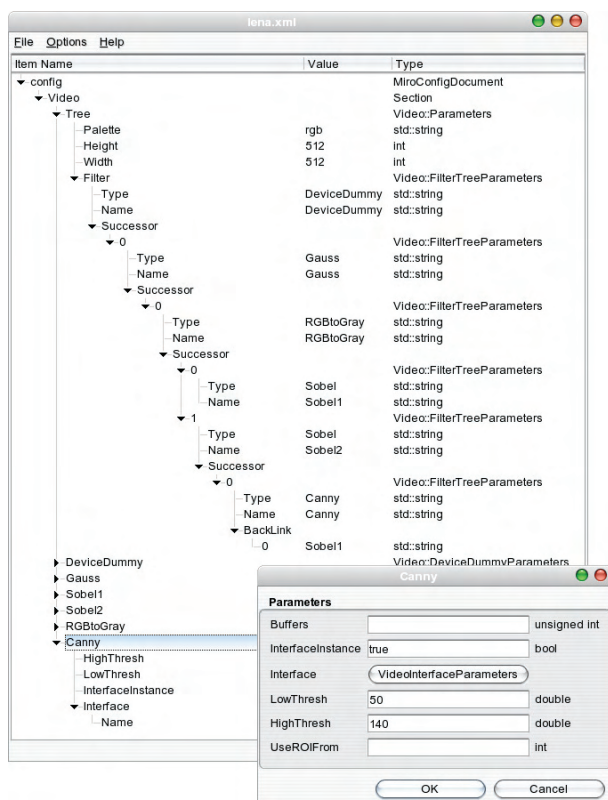 lena.xml
File Options Help
Item Name Value Type
config MiroConfigDocument
Video Section
Tree Video::Parameters
Palette rgb std::string
Height 512 int
Width 512 int
Filter Video::FilterTreeParameters
Type DeviceDummy std::string
Name DeviceDummy std::string
Successor
0 Video::FilterTreeParameters
Type Gauss std::string
Name Gauss std::string
Successor
0 Video::FilterTreeParameters
Type RGBtoGray std::string
Name RGBtoGray std::string
Successor
0 Video::FilterTreeParameters
Type Sobel std::string
Name Sobel1 std::string
1 Video::FilterTreeParameters
Type Sobel std::string
Name Sobel2 std::string
Successor
0 Video::FilterTreeParameters
Type Canny std::string
Name Canny std::string
BackLink
0 Sobel1 std::string
DeviceDummy Video::DeviceDummyParameters
Gauss
Sobel1
Sobel2
RGBtoGray
Canny
HighThresh
LowThresh
InterfaceInstance
Interface
Name
Canny
Parameters
Buffers unsigned int
InterfaceInstance true bool
Interface VideoInterfaceParameters
LowThresh 50 double
HighThresh 140 double
UseROIFrom int
OK Cancel